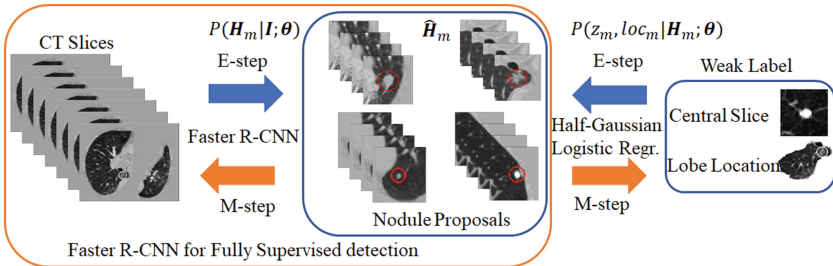 CT Slices
P(H_m|I;θ)
E-step
Faster R-CNN
M-step
Ĥ_m
Nodule Proposals
Faster R-CNN for Fully Supervised detection
P(z_m, loc_m|H_m;θ)
E-step
Half-Gaussian
Logistic Regr.
M-step
Weak Label
Central Slice
Lobe Location